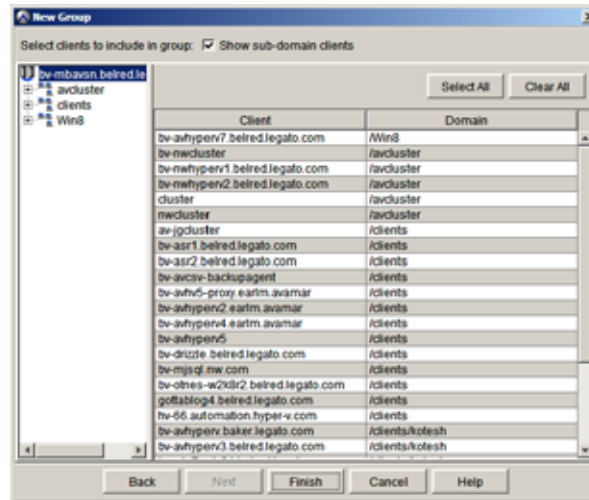 New Group
Select clients to include in group: Show sub-domain clients
bv-mbavsn.belred.le
avcluster
clients
Win8
Select All Clear All
Client Domain
bv-avhyperv7.belred.legato.com /Win8
bv-nwcluster /avcluster
bv-nwhyperv1.belred.legato.com /avcluster
bv-nwhyperv2.belred.legato.com /avcluster
cluster /avcluster
nwcluster /avcluster
av-jgcluster /clients
bv-asr1.belred.legato.com /clients
bv-asr2.belred.legato.com /clients
bv-avcsv-backupagent /clients
bv-avhv5-proxy.earlm.avamar /clients
bv-avhyperv2.earlm.avamar /clients
bv-avhyperv4.earlm.avamar /clients
bv-avhyperv5 /clients
bv-drizzle.belred.legato.com /clients
bv-mjsql.nw.com /clients
bv-otnes-w2k8r2.belred.legato.com /clients
gottablog4.belred.legato.com /clients
hv-66.automation.hyper-v.com /clients
bv-avhyperv.baker.legato.com /clients/kotesh
bv-avhyperv3.belred.legato.com /clients/kotesh
Back Next Finish Cancel Help